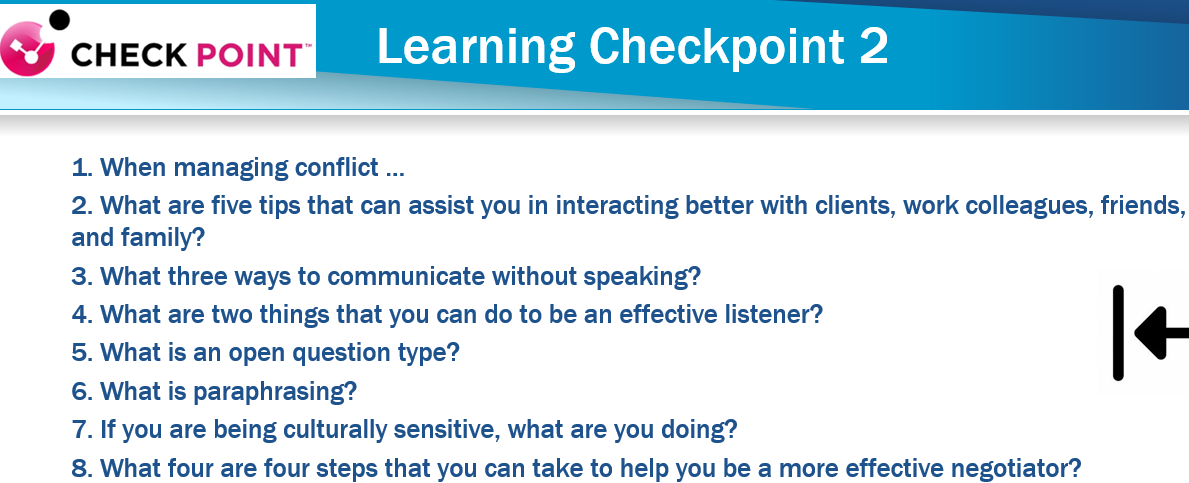 CHECK POINT™
Learning Checkpoint 2
1. When managing conflict ...
2. What are five tips that can assist you in interacting better with clients, work colleagues, friends,
and family?
3. What three ways to communicate without speaking?
4. What are two things that you can do to be an effective listener?
5. What is an open question type?
6. What is paraphrasing?
7. If you are being culturally sensitive, what are you doing?
8. What four are four steps that you can take to help you be a more effective negotiator?